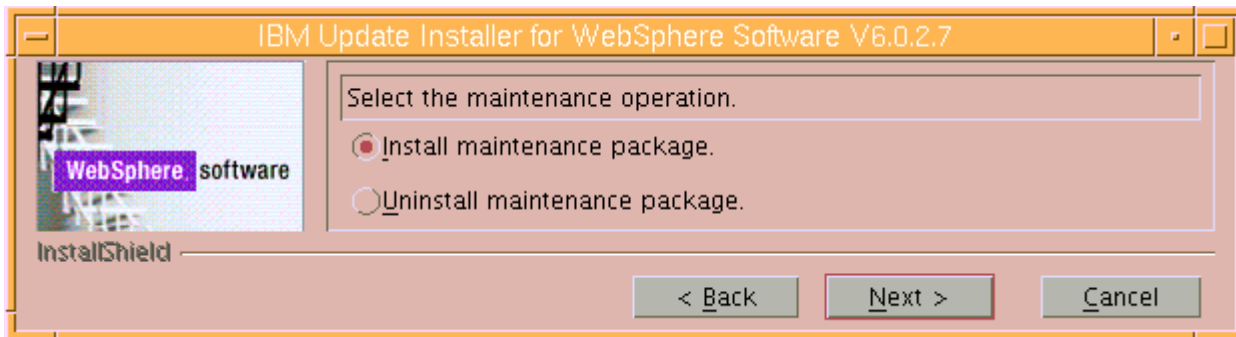 IBM Update Installer for WebSphere Software V6.0.2.7
Select the maintenance operation.
Install maintenance package.
WebSphere. software
Uninstall maintenance package.
InstallShield
< Back
Next >
Cancel